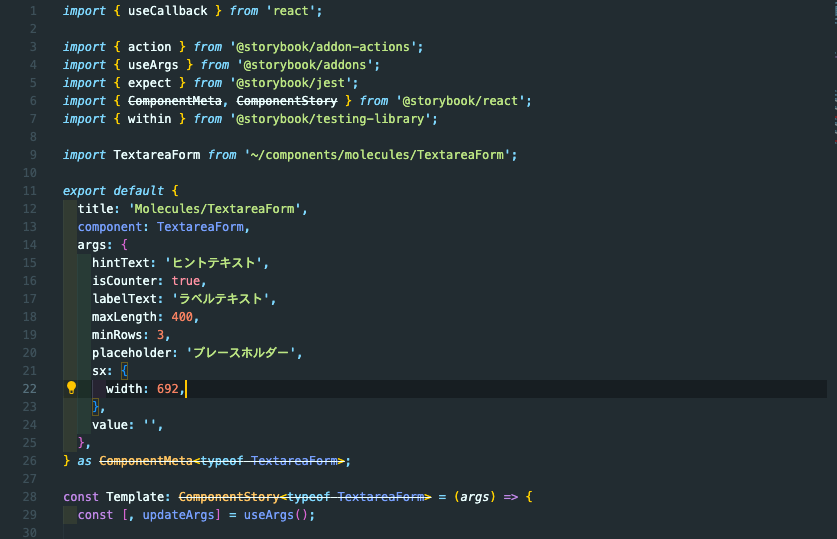 1 import { useCallback } from 'react';
2
3 import { action } from '@storybook/addon-actions';
4 import { useArgs } from '@storybook/addons';
5 import { expect } from '@storybook/jest';
6 import { ComponentMeta, ComponentStory } from '@storybook/react';
7 import { within } from '@storybook/testing-library';
8
9 import TextareaForm from '~/components/molecules/TextareaForm';
10
11 export default {
12 title: 'Molecules/TextareaForm',
13 component: TextareaForm,
14 args: {
15 hintText: 'ヒントテキスト',
16 isCounter: true,
17 labelText: 'ラベルテキスト',
18 maxLength: 400,
19 minRows: 3,
20 placeholder: 'プレースホルダー',
21 sx: {
22 width: 692,
23 },
24 value: '',
25 },
26 } as ComponentMeta<typeof TextareaForm>;
27
28 const Template: ComponentStory<typeof TextareaForm> = (args) => {
29 const [, updateArgs] = useArgs();
30